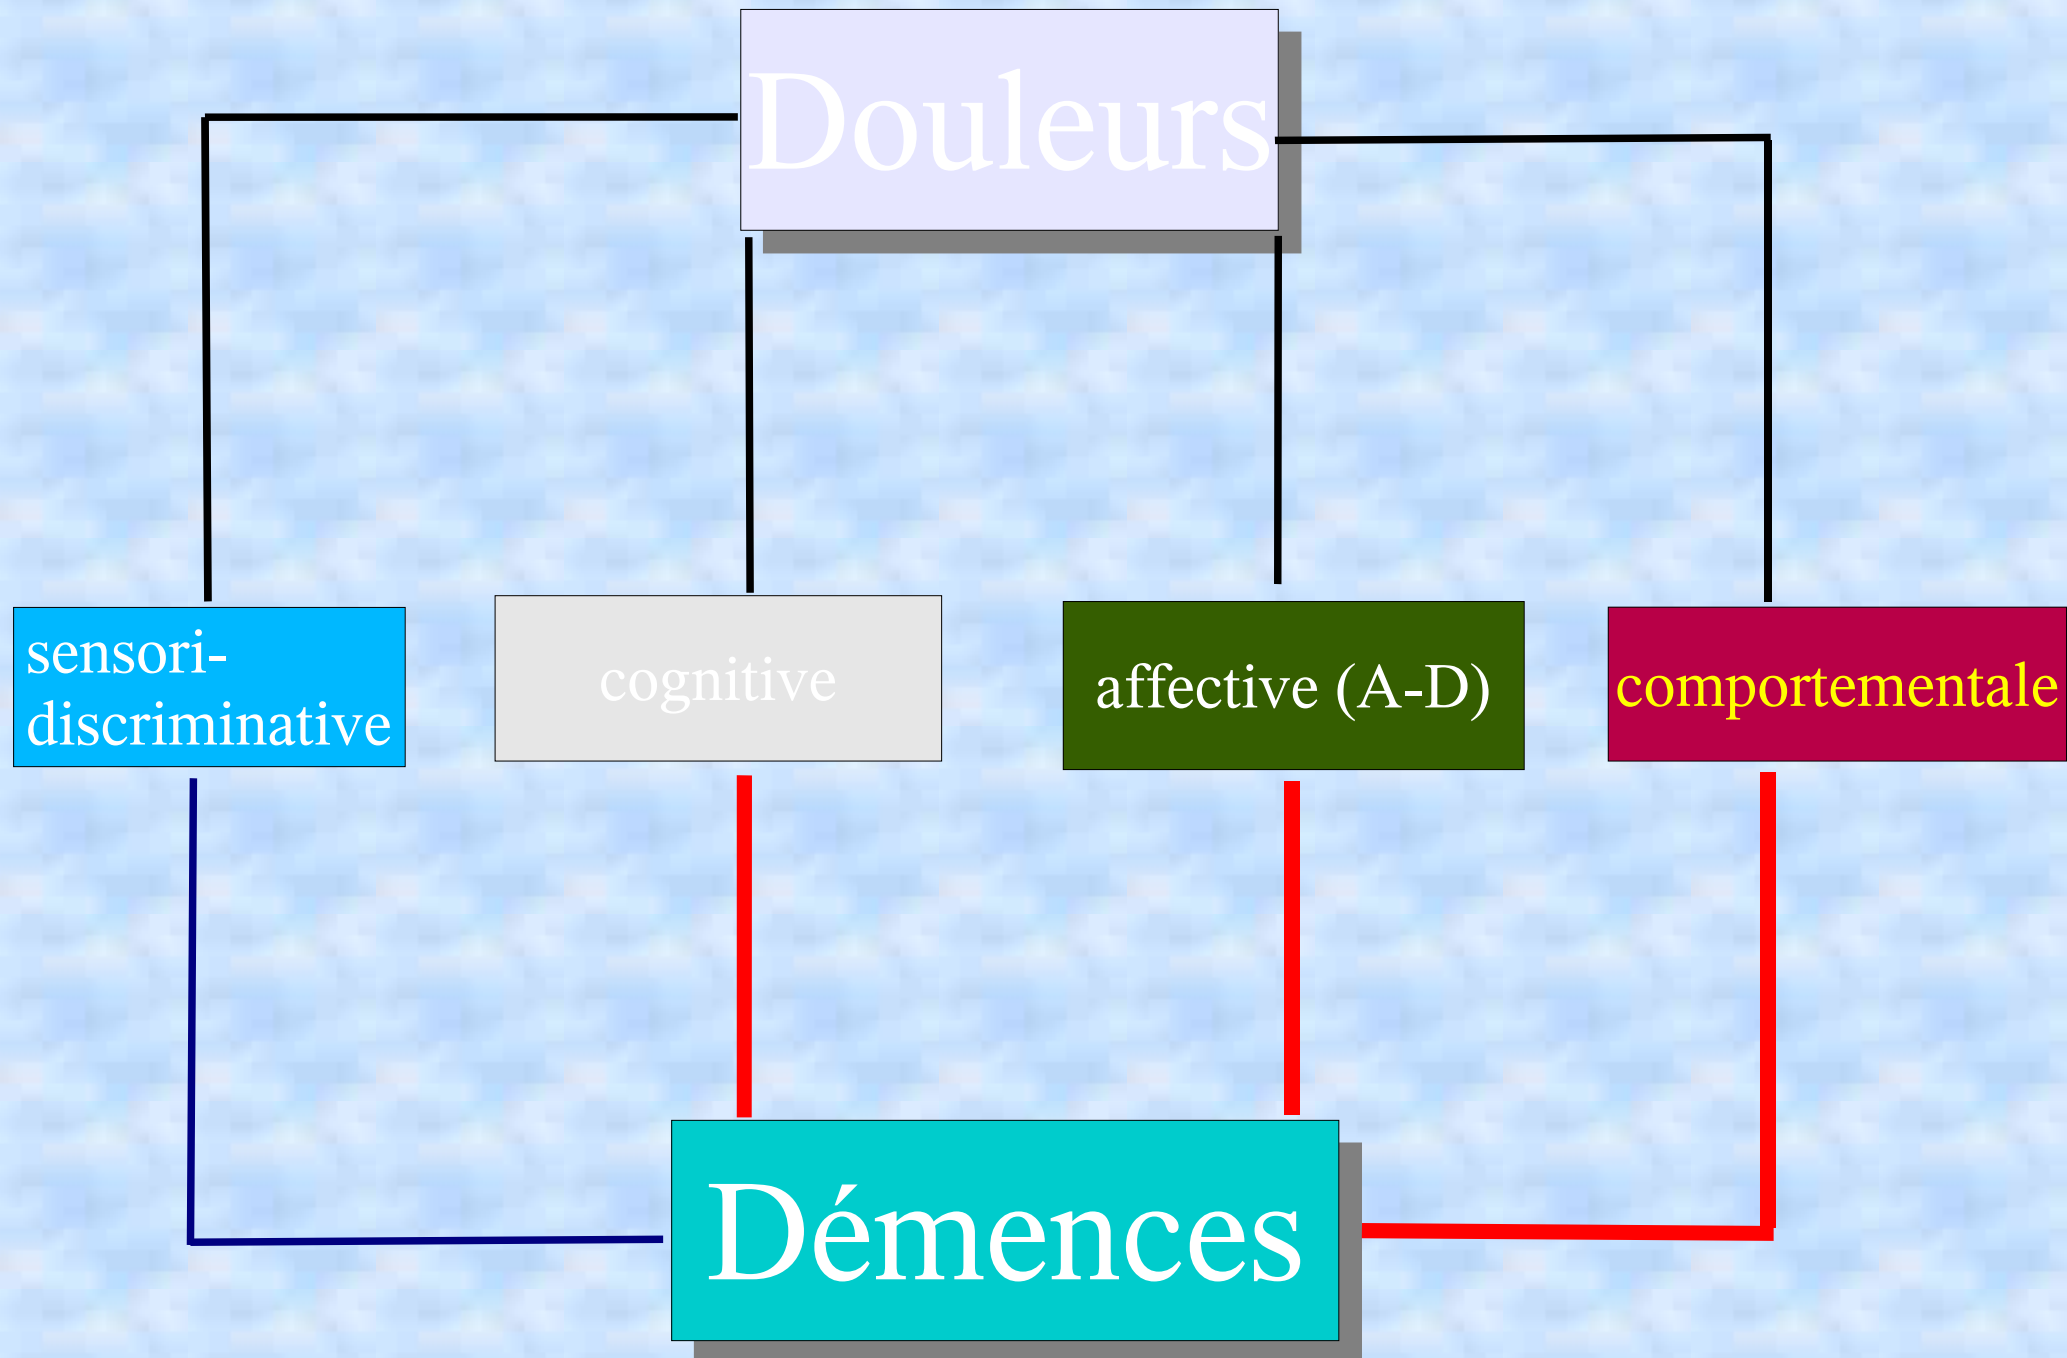 Douleurs
sensori-
discriminative
cognitive
affective (A-D)
comportementale
Démences